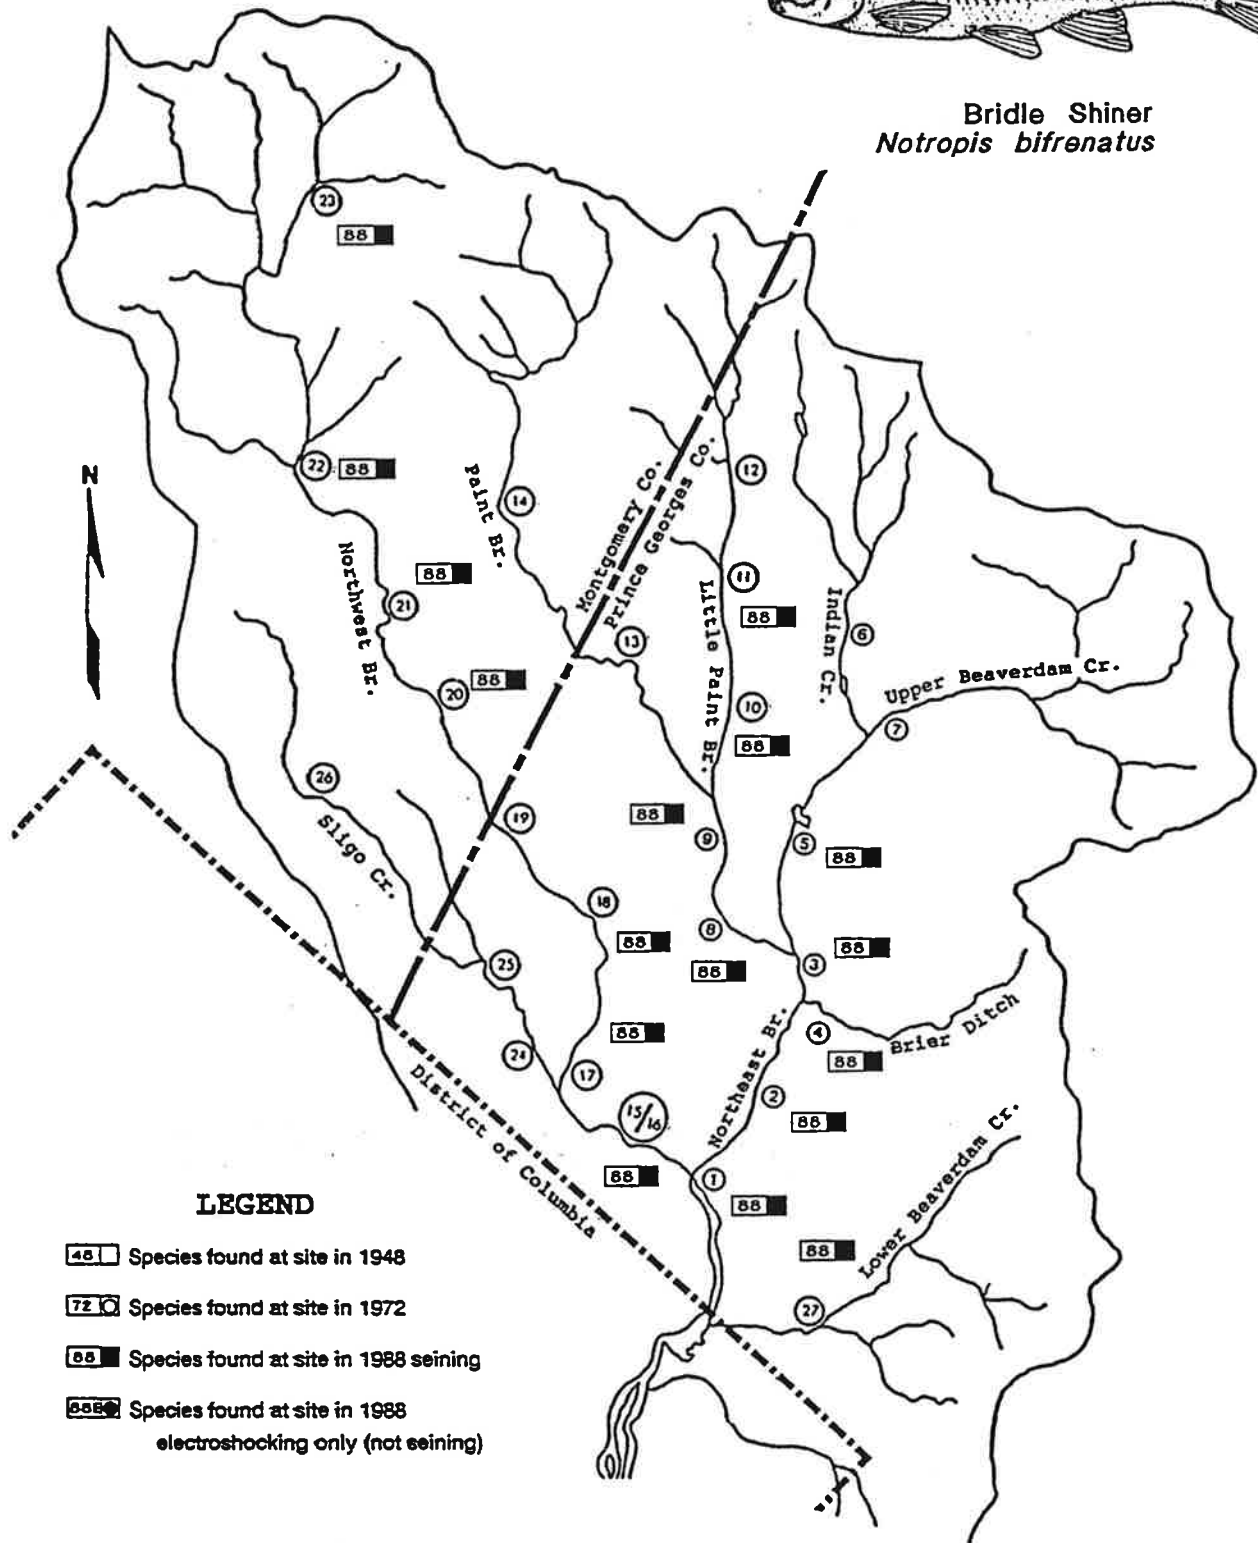 Bridle Shiner
Notropis bifrenatus
23
88
22
88
N
Paint Br.
14
Montgomery Co.
Prince Georges Co.
12
Northwest Br.
88
21
11
88
Little Paint Br.
Indian Cr.
6
13
Upper Beaverdam Cr.
20
88
10
88
7
26
Sligo Cr.
19
88
9
5
88
18
88
8
88
3
88
25
88
4
88
Brier Ditch
24
17
Northeast Br.
2
88
15/16
88
District of Columbia
1
88
Lower Beaverdam Cr.
88
27
LEGEND
48 Species found at site in 1948
72 Species found at site in 1972
88 Species found at site in 1988 seining
88E Species found at site in 1988
electroshocking only (not seining)